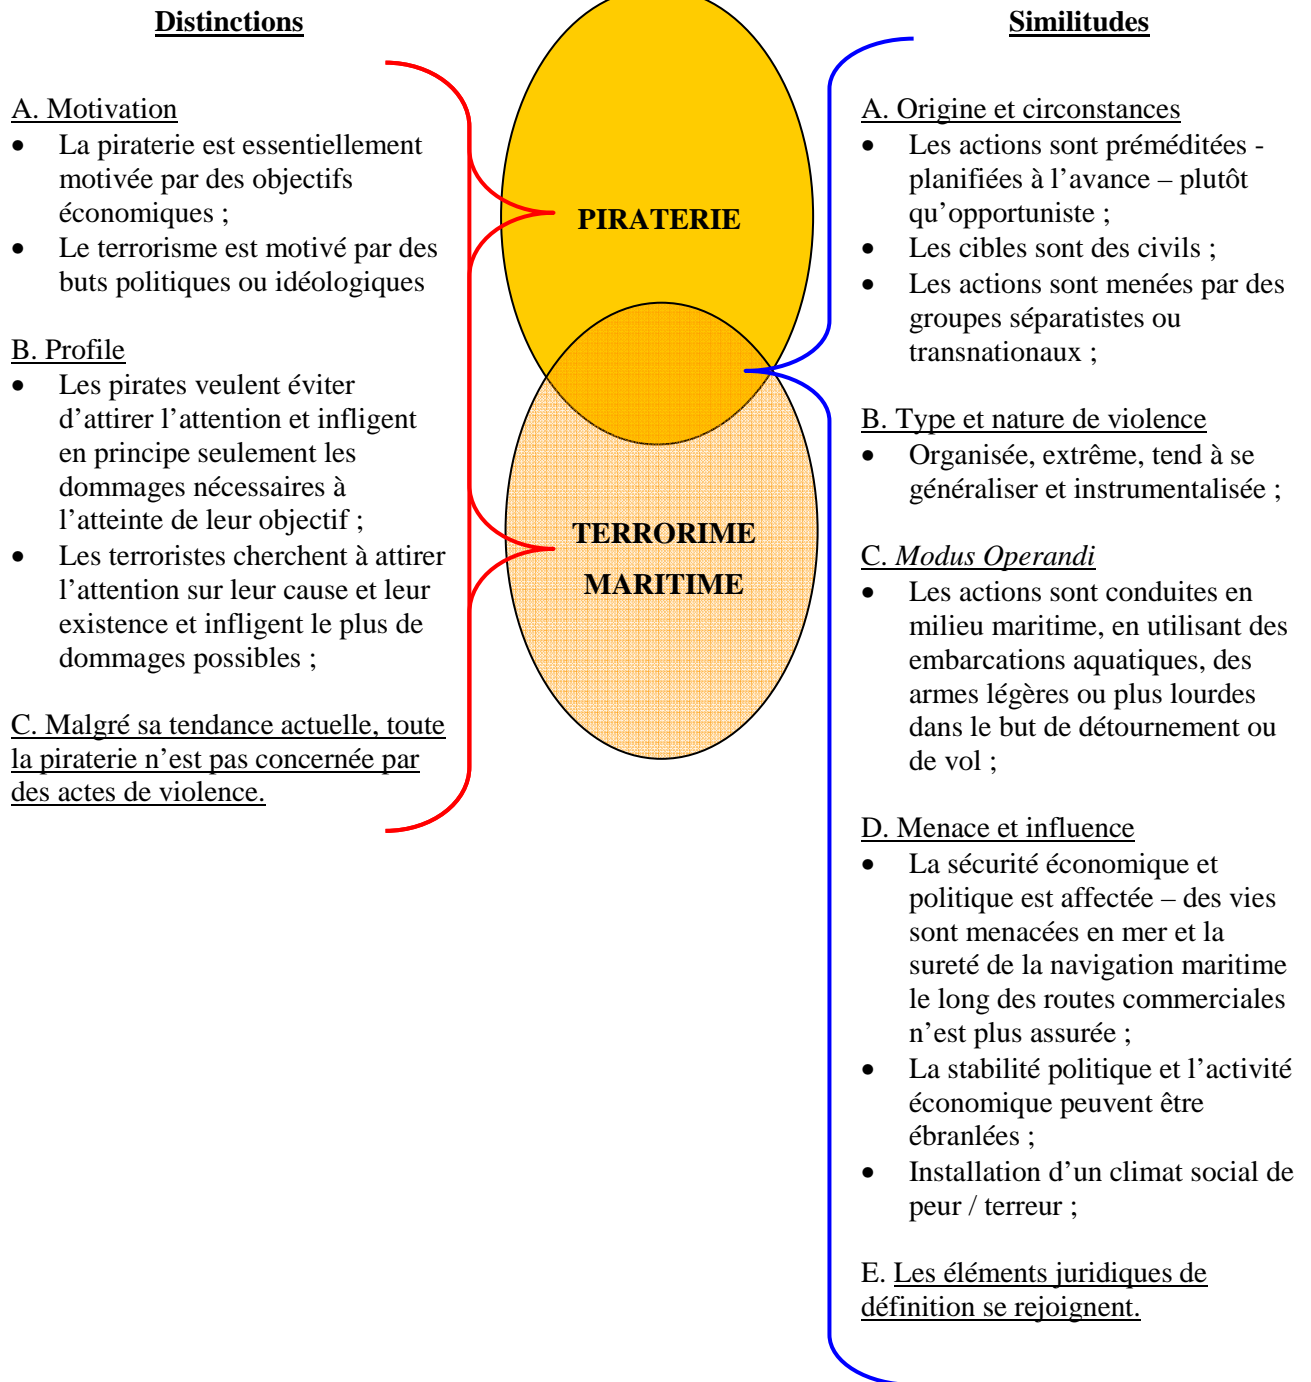 Distinctions
A. Motivation
• La piraterie est essentiellement
motivée par des objectifs
économiques ;
• Le terrorisme est motivé par des
buts politiques ou idéologiques
B. Profile
• Les pirates veulent éviter
d’attirer l’attention et infligent
en principe seulement les
dommages nécessaires à
l’atteinte de leur objectif ;
• Les terroristes cherchent à attirer
l’attention sur leur cause et leur
existence et infligent le plus de
dommages possibles ;
C. Malgré sa tendance actuelle, toute
la piraterie n’est pas concernée par
des actes de violence.
PIRATERIE
TERRORIME
MARITIME
Similitudes
A. Origine et circonstances
• Les actions sont préméditées -
planifiées à l’avance – plutôt
qu’opportuniste ;
• Les cibles sont des civils ;
• Les actions sont menées par des
groupes séparatistes ou
transnationaux ;
B. Type et nature de violence
• Organisée, extrême, tend à se
généraliser et instrumentalisée ;
C. Modus Operandi
• Les actions sont conduites en
milieu maritime, en utilisant des
embarcations aquatiques, des
armes légères ou plus lourdes
dans le but de détournement ou
de vol ;
D. Menace et influence
• La sécurité économique et
politique est affectée – des vies
sont menacées en mer et la
sureté de la navigation maritime
le long des routes commerciales
n’est plus assurée ;
• La stabilité politique et l’activité
économique peuvent être
ébranlées ;
• Installation d’un climat social de
peur / terreur ;
E. Les éléments juridiques de
définition se rejoignent.